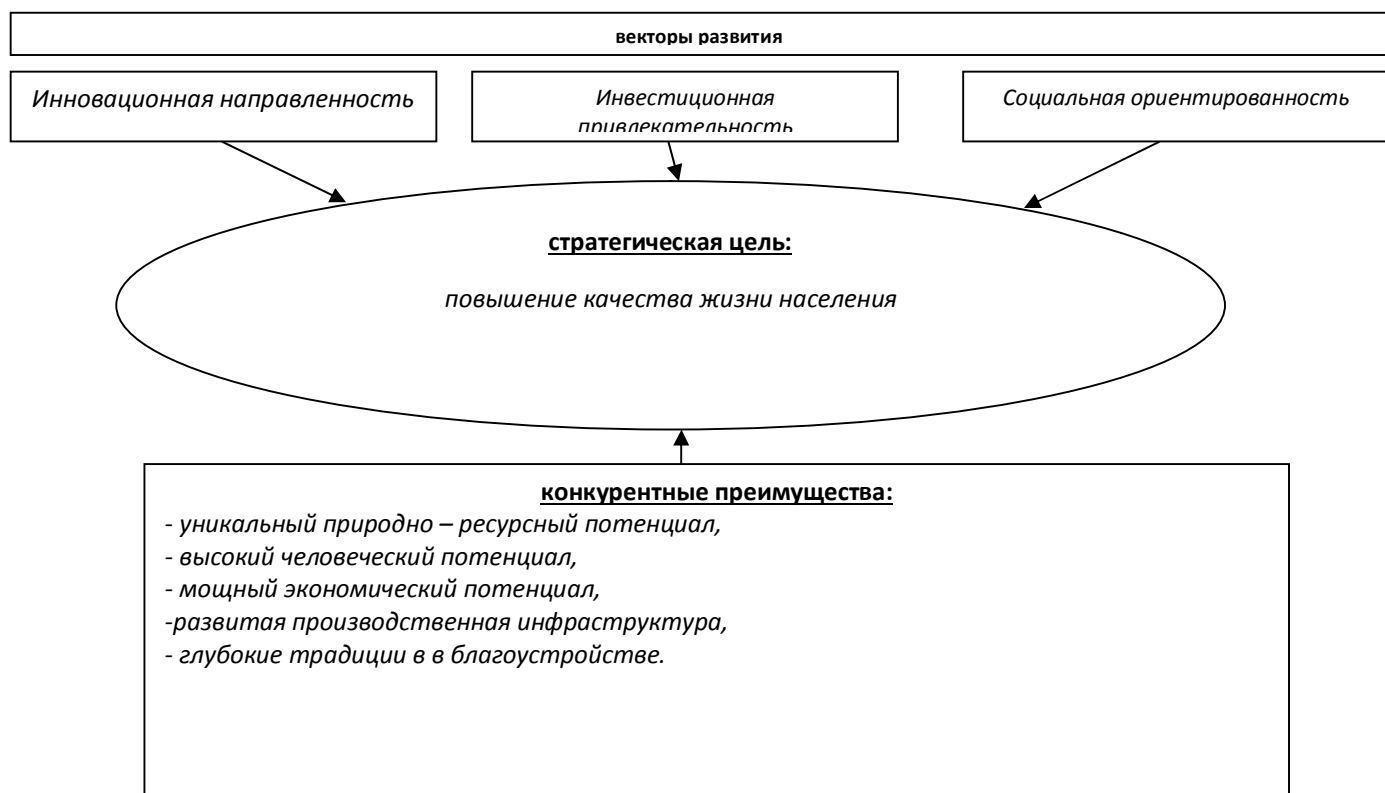 векторы развития
Инновационная направленность
Инвестиционная
привлекательность
Социальная ориентированность
стратегическая цель:
повышение качества жизни населения
конкурентные преимущества:
- уникальный природно – ресурсный потенциал,
- высокий человеческий потенциал,
- мощный экономический потенциал,
-развитая производственная инфраструктура,
- глубокие традиции в в благоустройстве.